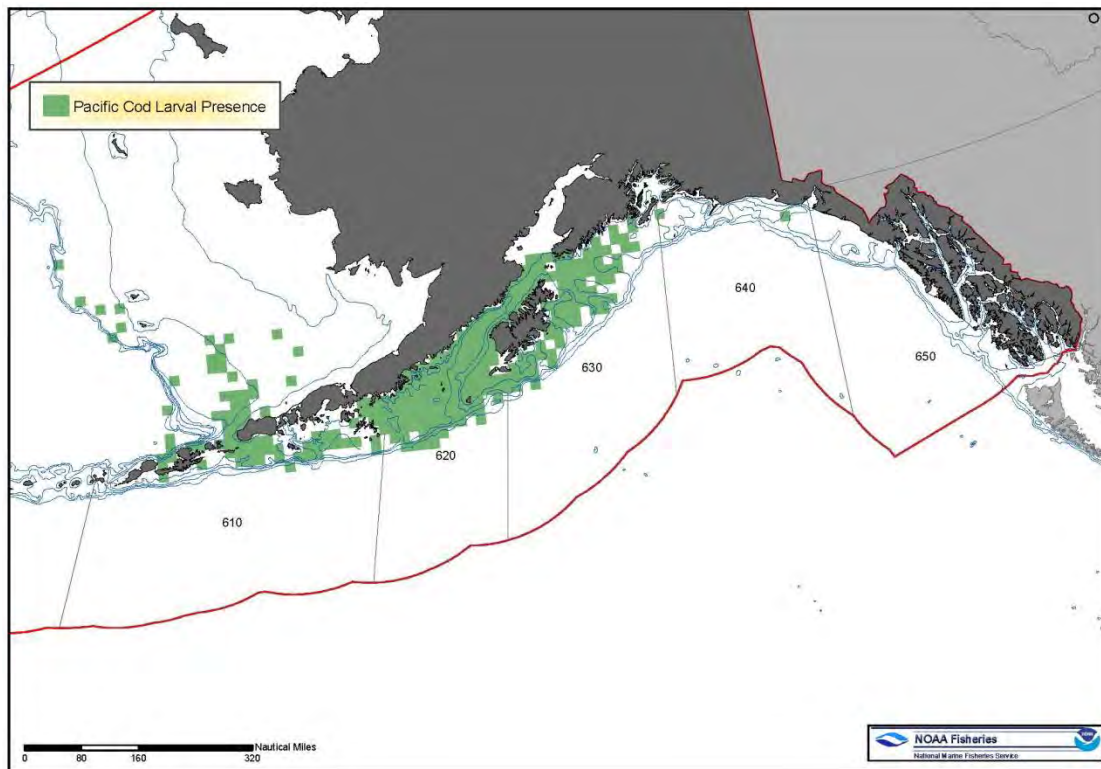 Pacific Cod Larval Presence
640
650
630
620
610
Nautical Miles
0 80 160 320
NOAA Fisheries
National Marine Fisheries Service